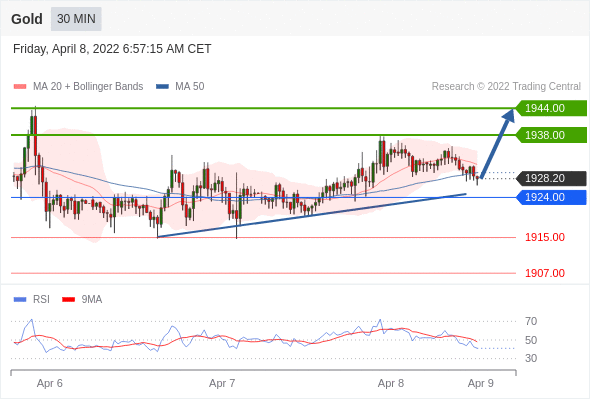 Gold 30 MIN
Friday, April 8, 2022 6:57:15 AM CET
MA 20 + Bollinger Bands MA 50 Research © 2022 Trading Central
1944.00
1938.00
1928.20
1924.00
1915.00
1907.00
RSI 9MA
70
50
30
Apr 6 Apr 7 Apr 8 Apr 9